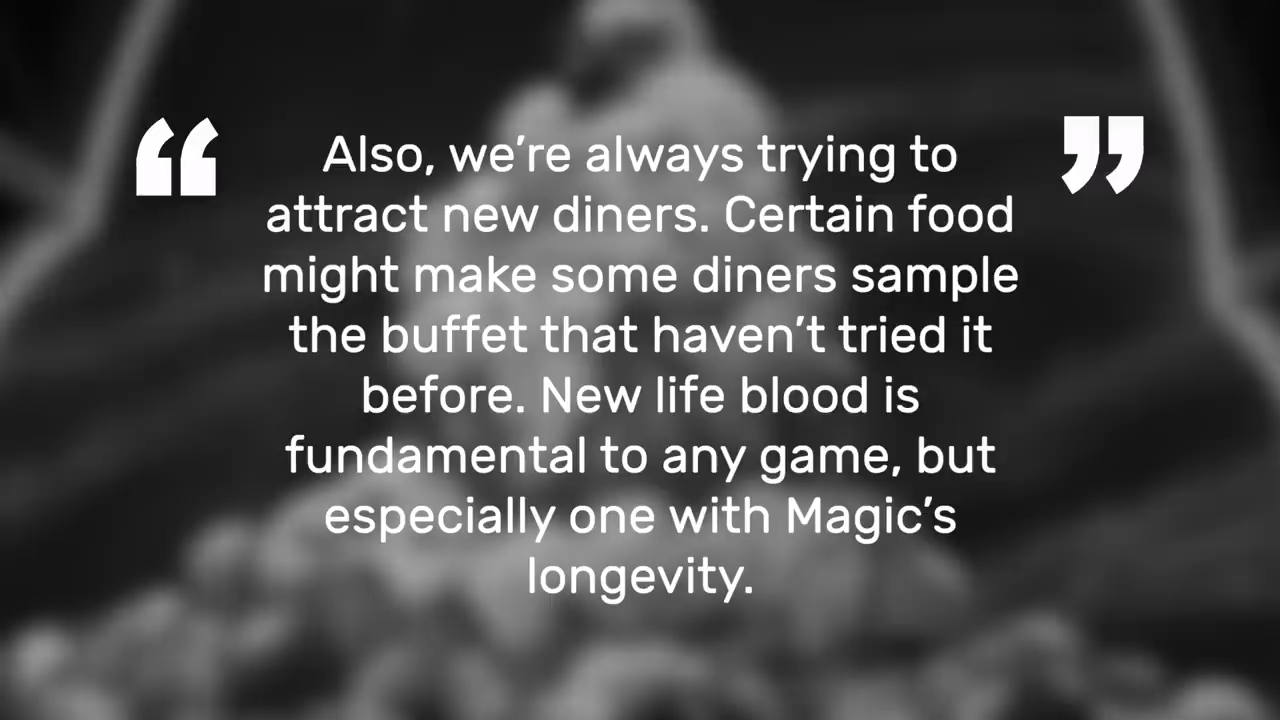 “Also, we’re always trying to ”
attract new diners. Certain food
might make some diners sample
the buffet that haven’t tried it
before. New life blood is
fundamental to any game, but
especially one with Magic’s
longevity.